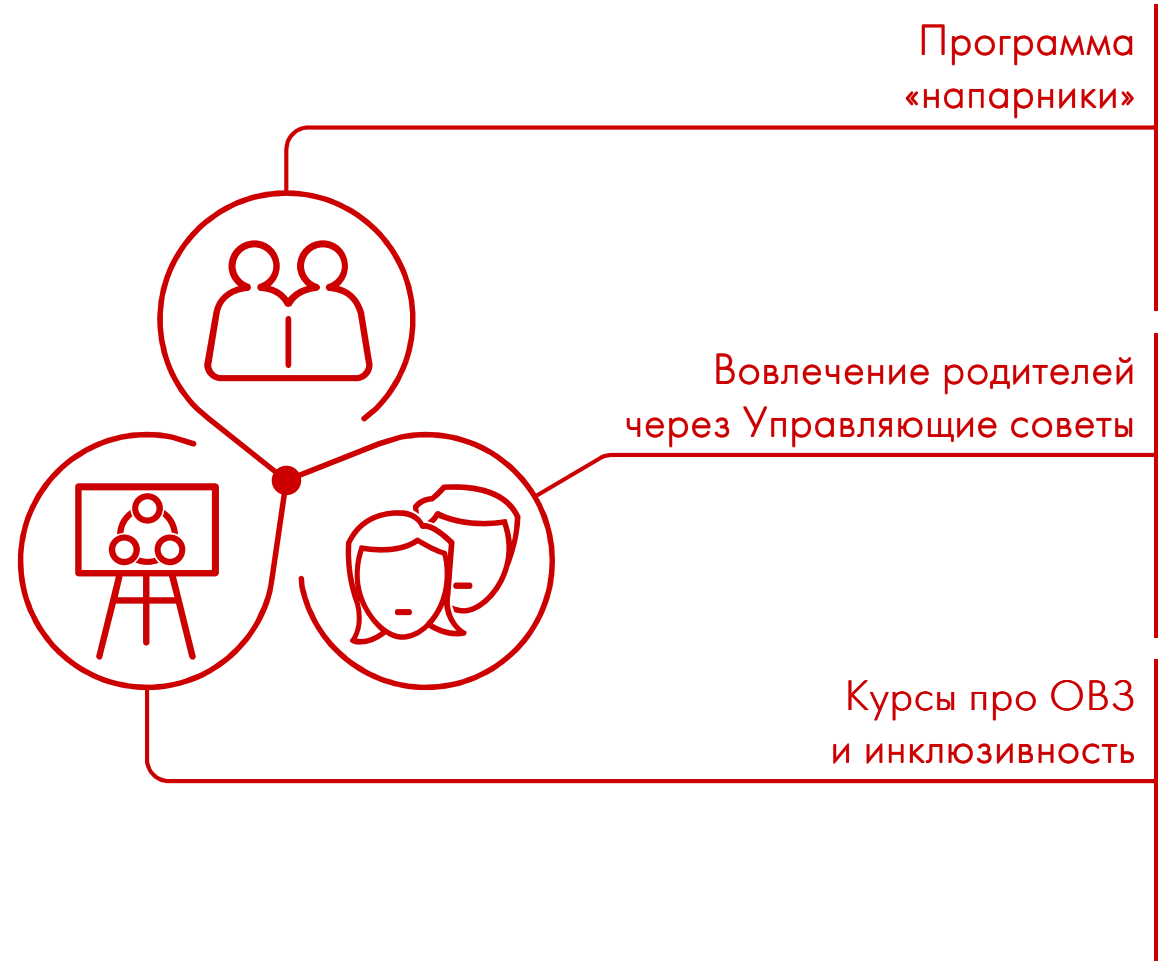 Программа
«напарники»
Вовлечение родителей
через Управляющие советы
Курсы про ОВЗ
и инклюзивность